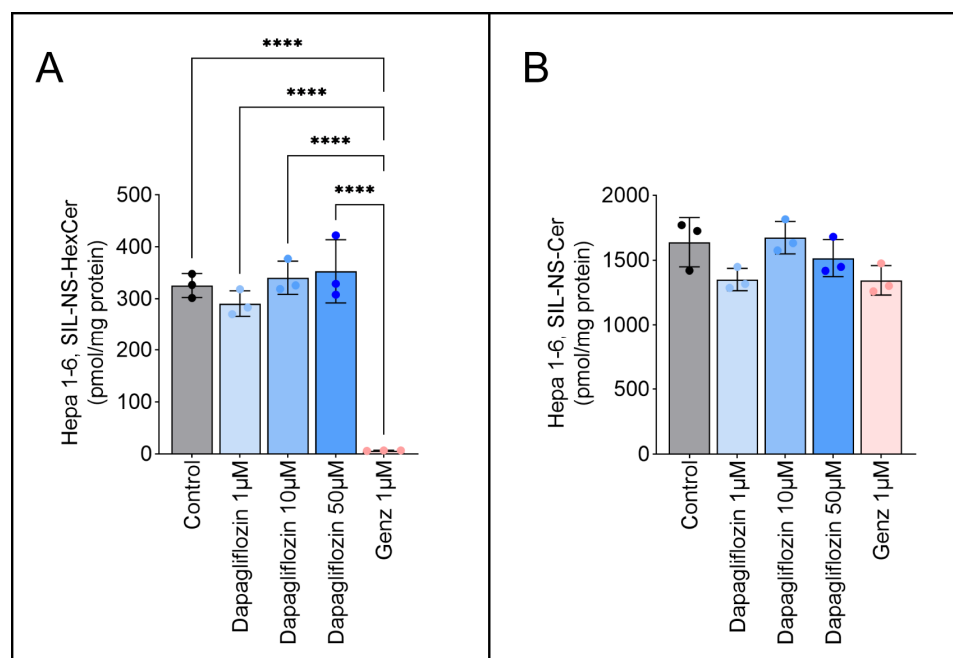 A
****
****
****
****
Hepa 1-6, SIL-NS-HexCer
(pmol/mg protein)
500
400
300
200
100
0
Control
Dapagliflozin 1µM
Dapagliflozin 10µM
Dapagliflozin 50µM
Genz 1µM
B
Hepa 1-6, SIL-NS-Cer
(pmol/mg protein)
2000
1500
1000
500
0
Control
Dapagliflozin 1µM
Dapagliflozin 10µM
Dapagliflozin 50µM
Genz 1µM